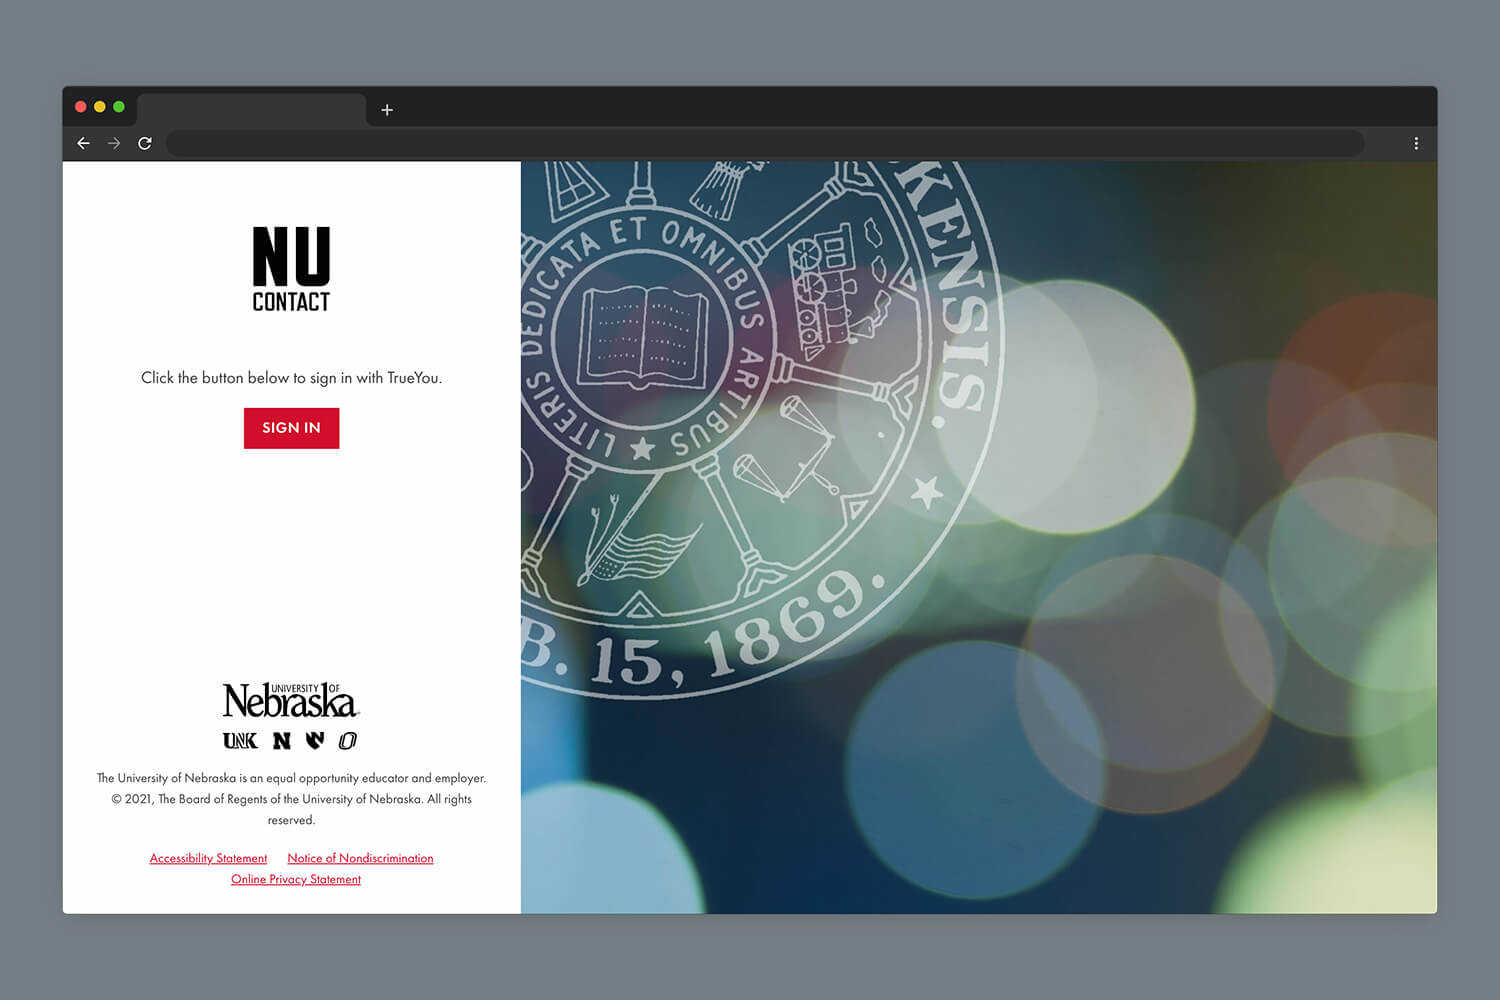 NU
CONTACT
Click the button below to sign in with TrueYou.
SIGN IN
UNIVERSITY OF
Nebraska
UNK N O
The University of Nebraska is an equal opportunity educator and employer.
© 2021, The Board of Regents of the University of Nebraska. All rights
reserved.
Accessibility Statement Notice of Nondiscrimination
Online Privacy Statement
KENSIS.
LITERIS DEDICATA ET OMNIBUS ARTIBUS
B. 15, 1869.